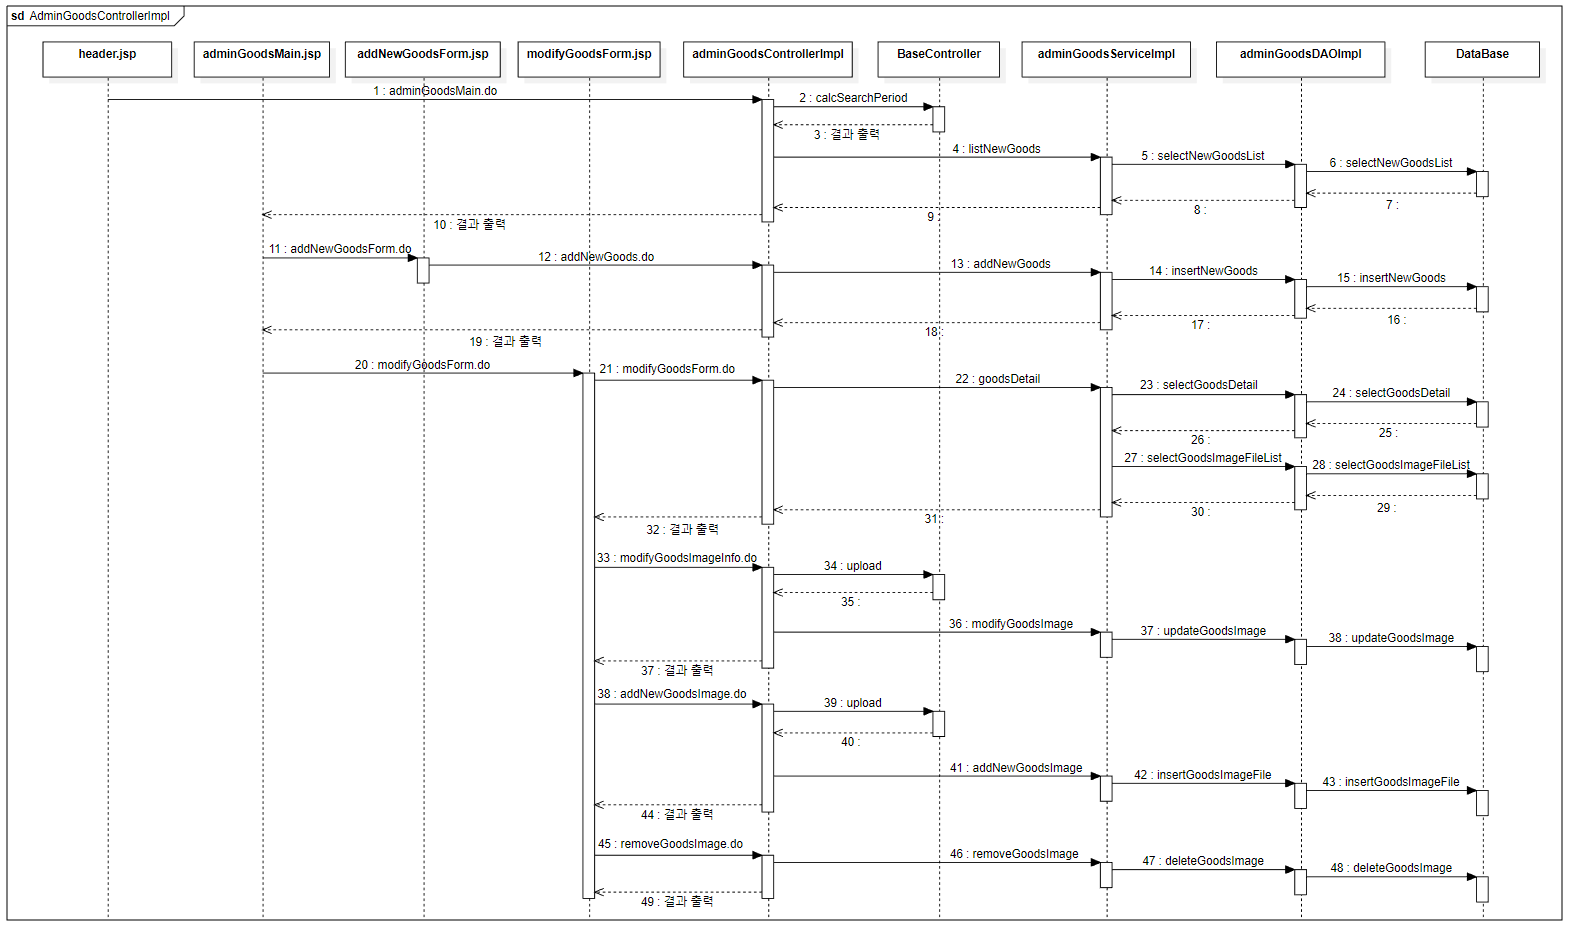 sd AdminGoodsControllerImpl
header.jsp
adminGoodsMain.jsp
addNewGoodsForm.jsp
modifyGoodsForm.jsp
adminGoodsControllerImpl
BaseController
adminGoodsServiceImpl
adminGoodsDAOImpl
DataBase
1 : adminGoodsMain.do
2 : calcSearchPeriod
3 : 결과 출력
4 : listNewGoods
5 : selectNewGoodsList
6 : selectNewGoodsList
7 :
8 :
9 :
10 : 결과 출력
11 : addNewGoodsForm.do
12 : addNewGoods.do
13 : addNewGoods
14 : insertNewGoods
15 : insertNewGoods
16 :
17 :
18 :
19 : 결과 출력
20 : modifyGoodsForm.do
21 : modifyGoodsForm.do
22 : goodsDetail
23 : selectGoodsDetail
24 : selectGoodsDetail
25 :
26 :
27 : selectGoodsImageFileList
28 : selectGoodsImageFileList
29 :
30 :
31 :
32 : 결과 출력
33 : modifyGoodsImageInfo.do
34 : upload
35 :
36 : modifyGoodsImage
37 : updateGoodsImage
38 : updateGoodsImage
37 : 결과 출력
38 : addNewGoodsImage.do
39 : upload
40 :
41 : addNewGoodsImage
42 : insertGoodsImageFile
43 : insertGoodsImageFile
44 : 결과 출력
45 : removeGoodsImage.do
46 : removeGoodsImage
47 : deleteGoodsImage
48 : deleteGoodsImage
49 : 결과 출력